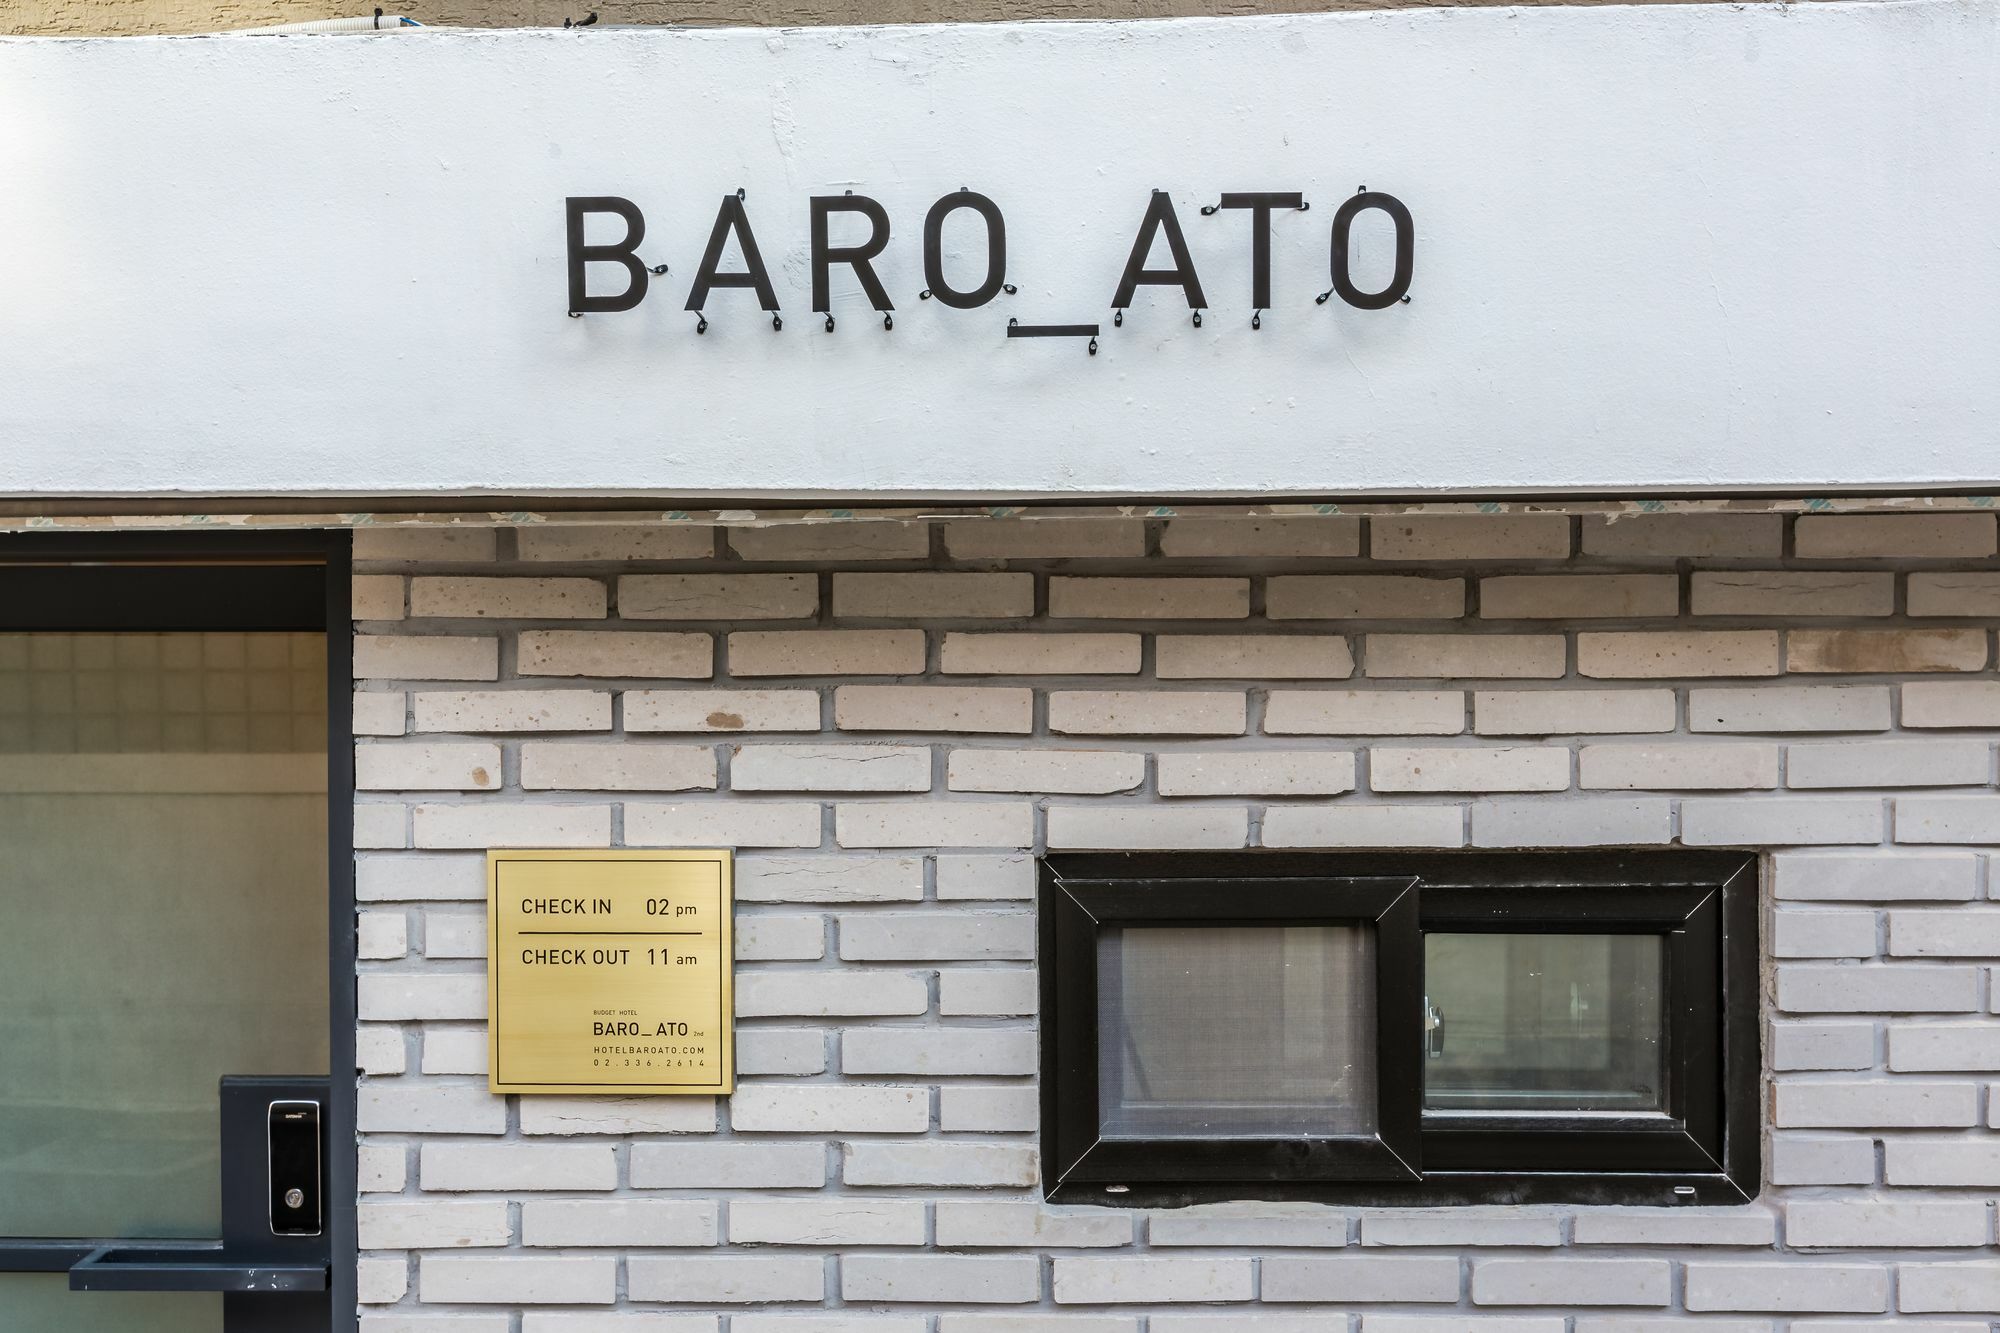 BARO_ATO
CHECK IN 02 pm
CHECK OUT 11 am
BUDGET HOTEL
BARO_ATO 2nd
HOTELBAROATO.COM
02.336.2614